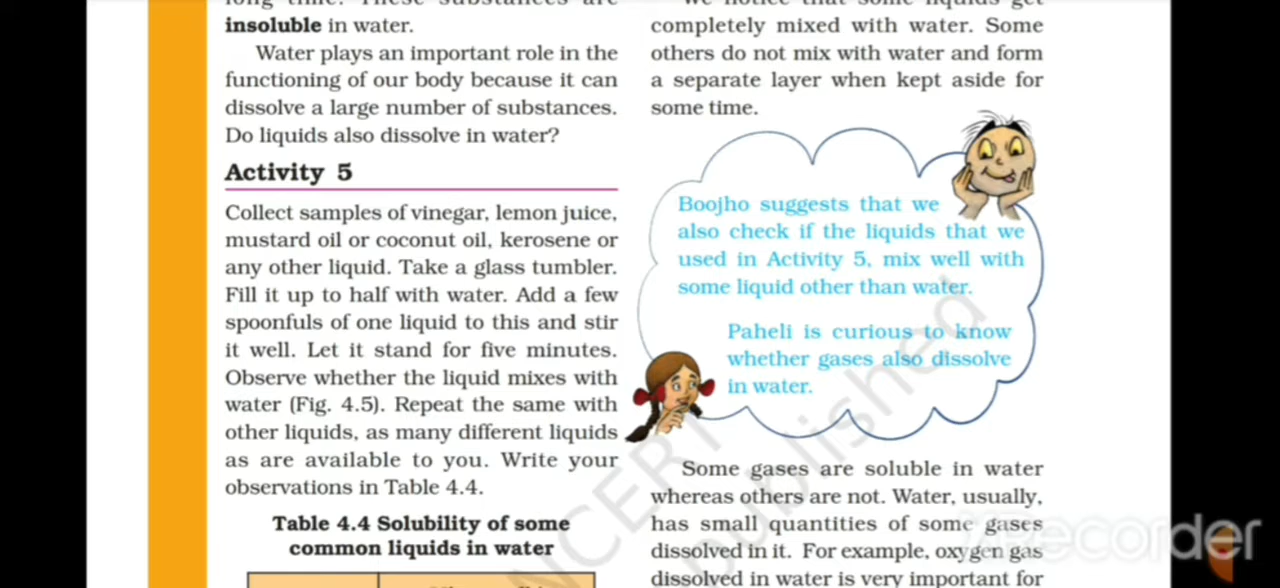 insoluble in water.
Water plays an important role in the
functioning of our body because it can
dissolve a large number of substances.
Do liquids also dissolve in water?
Activity 5
Collect samples of vinegar, lemon juice,
mustard oil or coconut oil, kerosene or
any other liquid. Take a glass tumbler.
Fill it up to half with water. Add a few
spoonfuls of one liquid to this and stir
it well. Let it stand for five minutes.
Observe whether the liquid mixes with
water (Fig. 4.5). Repeat the same with
other liquids, as many different liquids
as are available to you. Write your
observations in Table 4.4.
Table 4.4 Solubility of some
common liquids in water
completely mixed with water. Some
others do not mix with water and form
a separate layer when kept aside for
some time.
Boojho suggests that we
also check if the liquids that we
used in Activity 5, mix well with
some liquid other than water.
Paheli is curious to know
whether gases also dissolve
in water.
Some gases are soluble in water
whereas others are not. Water, usually,
has small quantities of some gases
dissolved in it. For example, oxygen gas
dissolved in water is very important for
NCERT
published
Recorder